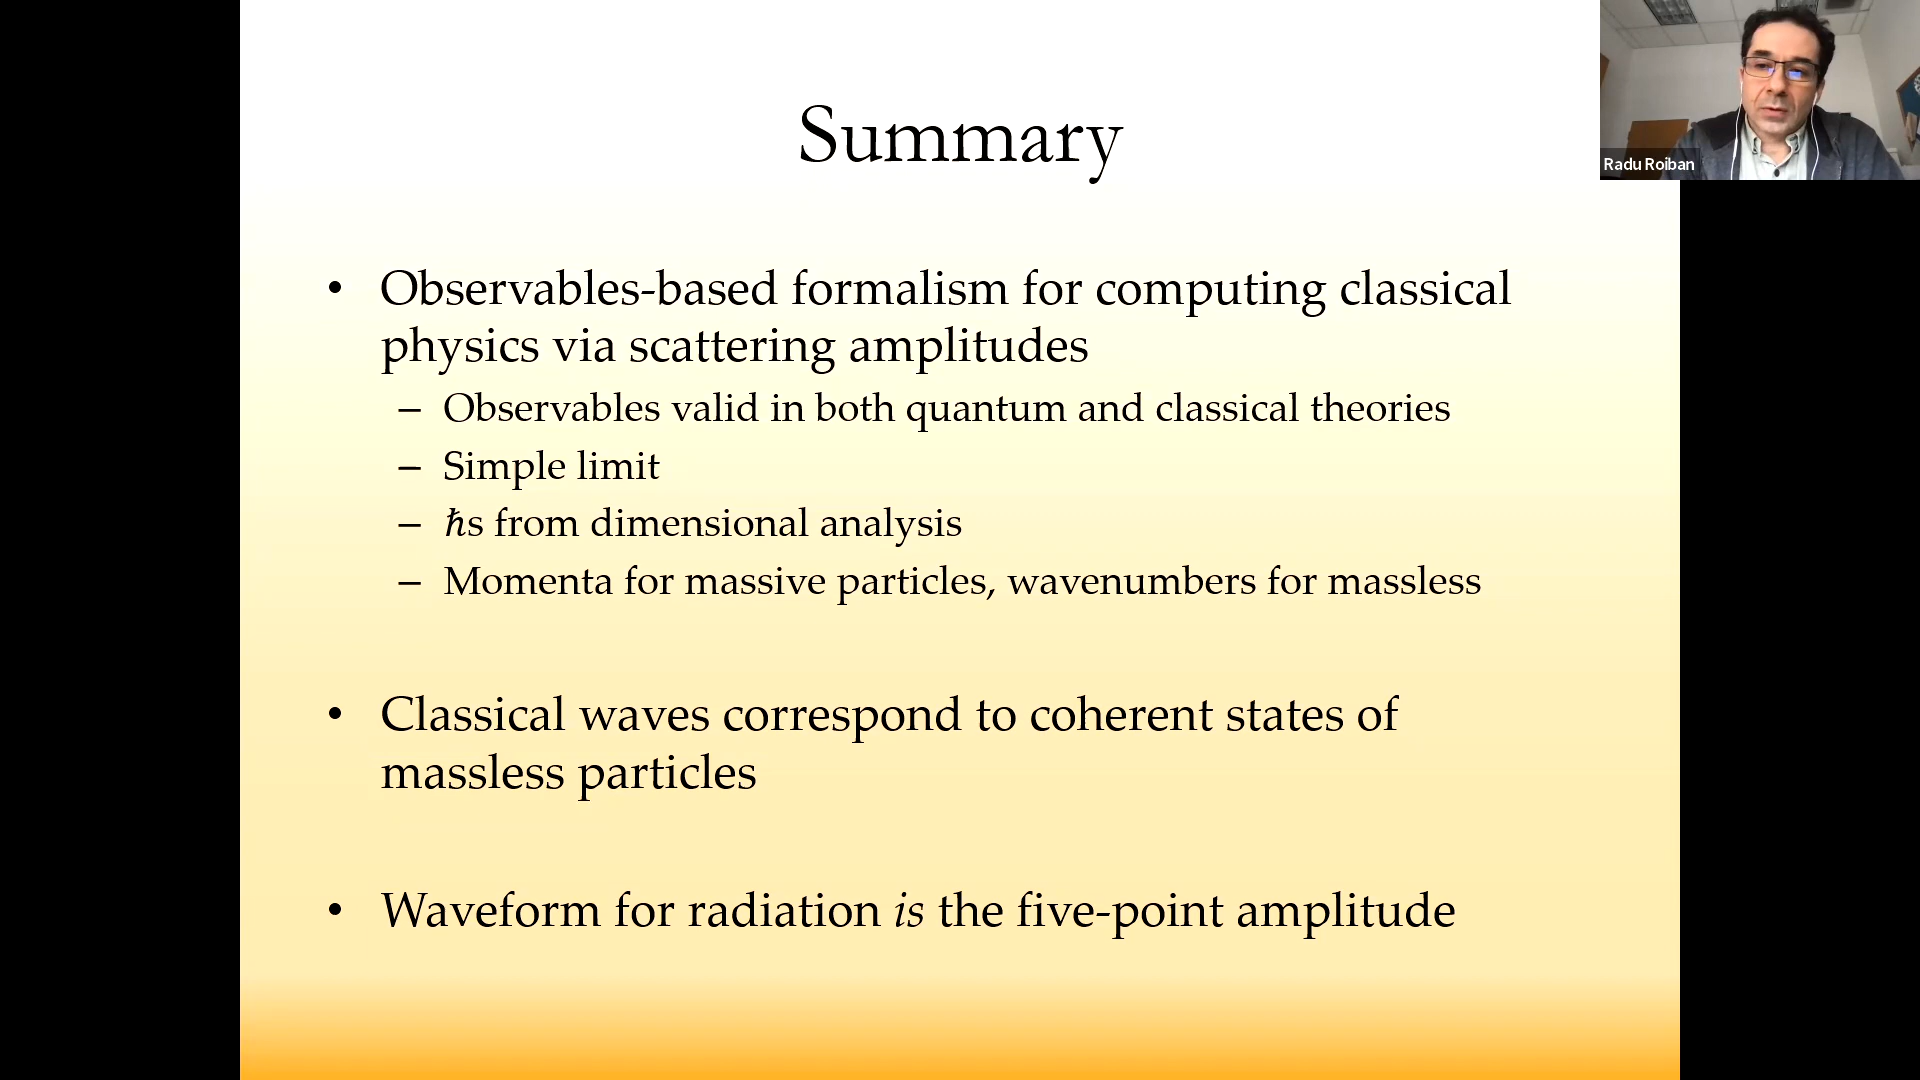 Summary
• Observables-based formalism for computing classical
physics via scattering amplitudes
– Observables valid in both quantum and classical theories
– Simple limit
– ℏs from dimensional analysis
– Momenta for massive particles, wavenumbers for massless
• Classical waves correspond to coherent states of
massless particles
• Waveform for radiation is the five-point amplitude
Radu Roiban